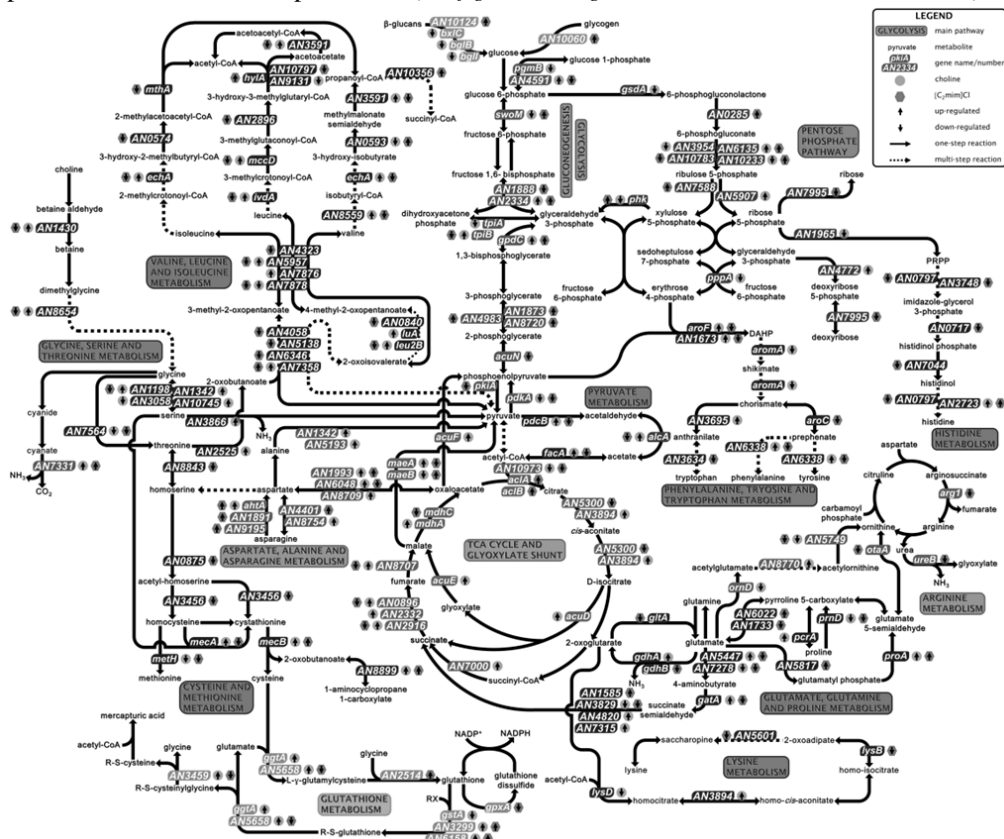 LEGEND
GLYCOLYSIS main pathway
pyruvate metabolite
pkiA
AN2334 gene name/number
choline
[C₂mim]Cl
up-regulated
down-regulated
one-step reaction
multi-step reaction
β-glucans
AN10124
bxlC
bglB
bglI
glycogen
AN10060
glucose
glucose 1-phosphate
pgmB
AN4591
glucose 6-phosphate
gsdA
6-phosphogluconolactone
AN0285
6-phosphogluconate
AN3954 AN6135
AN10783 AN10233
ribulose 5-phosphate
AN7588
AN5907
PENTOSE
PHOSPHATE
PATHWAY
ribose
AN7995
xylulose
5-phosphate
ribose
5-phosphate
AN1965
PRPP
AN0797
AN3748
imidazole-glycerol
3-phosphate
AN0717
histidinol phosphate
AN7044
histidinol
AN0797
AN2723
histidine
HISTIDINE
METABOLISM
swoM
fructose 6-phosphate
GLUCONEOGENESIS
GLYCOLYSIS
fructose 1,6- bisphosphate
AN1888
AN2334
dihydroxyacetone
phosphate
tpiA
tpiB
glyceraldehyde
3-phosphate
phk
gpdC
1,3-bisphosphoglycerate
3-phosphoglycerate
AN4983
AN1873
AN8720
2-phosphoglycerate
acuN
phosphoenolpyruvate
pkiA
pdkA
pyruvate
sedoheptulose
7-phosphate
glyceraldehyde
3-phosphate
pppA
fructose
6-phosphate
erythrose
4-phosphate
fructose
6-phosphate
AN4772
deoxyribose
5-phosphate
AN7995
deoxyribose
aroF
AN1673
DAHP
aromA
shikimate
aromA
chorismate
AN3695
aroC
anthranilate
prephenate
AN3634
AN6338
AN6338
tryptophan
phenylalanine
tyrosine
PHENYLALANINE, TRYOSINE AND
TRYPTOPHAN METABOLISM
PYRUVATE
METABOLISM
pdcB
acetaldehyde
alcA
acetate
facA
acetyl-CoA
acetoacetyl-CoA
AN3591
acetoacetate
acetyl-CoA
AN10797
AN9131
hylA
propanoyl-CoA
AN10356
succinyl-CoA
mthA
3-hydroxy-3-methylglutaryl-CoA
AN3591
2-methylacetoacetyl-CoA
AN2896
methylmalonate
semialdehyde
AN0574
3-methylglutaconyl-CoA
AN0593
3-hydroxy-2-methylbutyryl-CoA
mccD
3-hydroxy-isobutyrate
echA
3-methylcrotonyl-CoA
echA
2-methylcrotonyl-CoA
ivdA
isobutyryl-CoA
leucine
AN8559
isoleucine
valine
choline
betaine aldehyde
AN1430
betaine
dimethylglycine
AN8654
VALINE, LEUCINE
AND ISOLEUCINE
METABOLISM
AN4323
AN5957
AN7876
AN7878
3-methyl-2-oxopentanoate
4-methyl-2-oxopentanoate
AN0840
luA
leu2B
2-oxoisovalerate
AN4058
AN5138
AN6346
AN7358
GLYCINE, SERINE AND
THREONINE METABOLISM
glycine
2-oxobutanoate
AN1198
AN1342
AN3058
AN10745
serine
AN3866
AN7564
cyanide
cyanate
AN7331
NH₃
CO₂
threonine
AN2525
NH₃
alanine
AN1342
AN5193
AN8843
homoserine
aspartate
AN1993
AN6048
AN8709
oxaloacetate
acuF
maeA
maeB
ahtA
AN1891
AN9195
AN4401
AN8754
asparagine
ASPARTATE, ALANINE AND
ASPARAGINE METABOLISM
AN10973
aclA
aclB
citrate
AN5300
AN3894
cis-aconitate
AN5300
AN3894
D-isocitrate
mdhC
mdhA
malate
TCA CYCLE AND
GLYOXYLATE SHUNT
AN8707
fumarate
acuE
glyoxylate
acuD
AN0896
AN2332
AN2916
succinate
AN7000
succinyl-CoA
2-oxoglutarate
AN0875
acetyl-homoserine
AN3456
AN3456
homocysteine
cystathionine
mecA
mecB
metH
methionine
2-oxobutanoate
AN8899
1-aminocyclopropane
1-carboxylate
cysteine
CYSTEINE AND
METHIONINE
METABOLISM
aspartate
citruline
arginosuccinate
arg1
fumarate
carbamoyl
phosphate
ornithine
arginine
urea
ureB
glyoxylate
NH₃
otaA
AN5749
acetylglutamate
AN8770
acetylornithine
ornD
ARGININE
METABOLISM
glutamine
gltA
glutamate
pyrroline 5-carboxylate
AN6022
AN1733
prnD
pcrA
proline
glutamate
5-semialdehyde
gdhA
gdhB
NH₃
AN5447
AN7278
AN5817
glutamatyl phosphate
proA
4-aminobutyrate
gatA
succinate
semialdehyde
AN1585
AN3829
AN4820
AN7315
GLUTAMATE, GLUTAMINE
AND PROLINE METABOLISM
mercapturic acid
acetyl-CoA
R-S-cysteine
glycine
AN3459
R-S-cysteinylglycine
glutamate
ggtA
AN5658
L-γ-glutamylcysteine
ggtA
AN5658
R-S-glutathione
glycine
AN2514
glutathione
NADP⁺
NADPH
glutathione
dissulfide
gpxA
RX
gstA
AN3299
AN6158
GLUTATHIONE
METABOLISM
saccharopine
AN5601
2-oxoadipate
lysine
LYSINE
METABOLISM
lysB
homo-isocitrate
acetyl-CoA
lysD
homocitrate
AN3894
homo-cis-aconitate